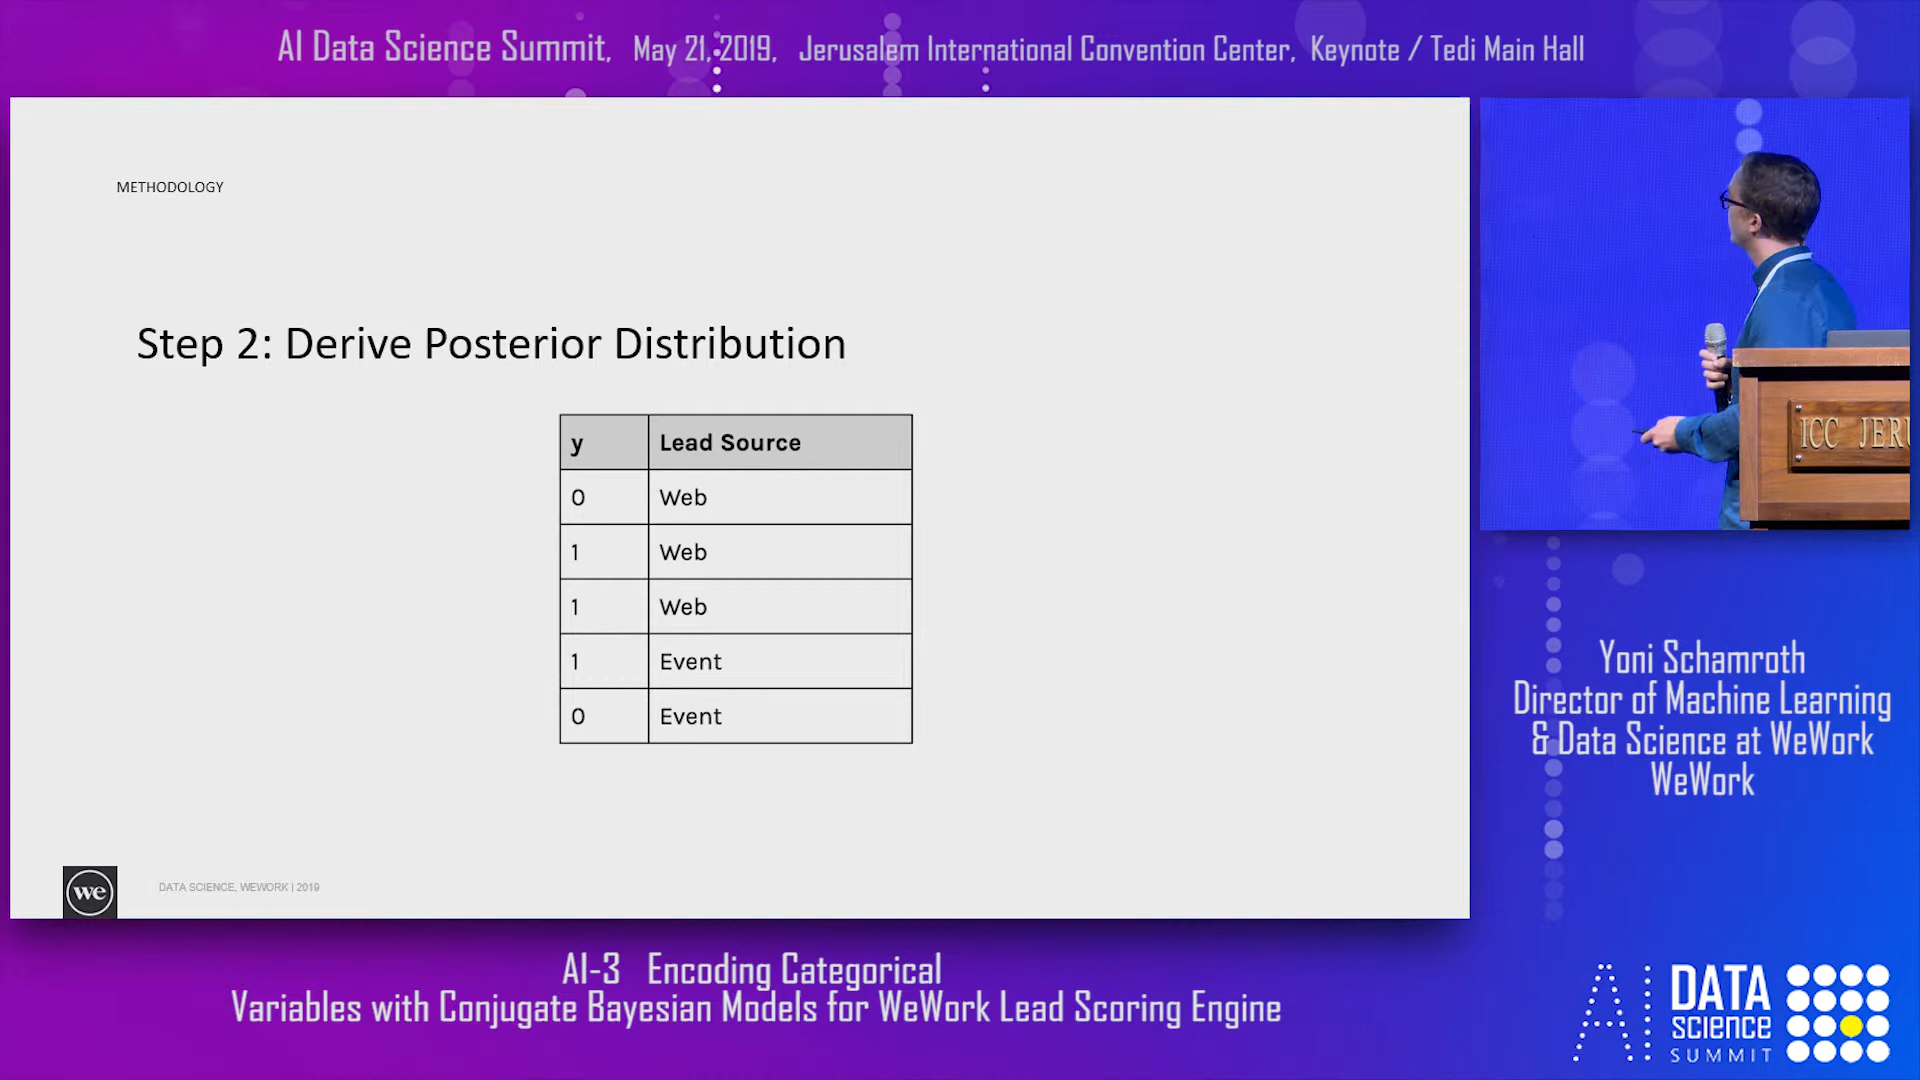 AI Data Science Summit, May 21, 2019, Jerusalem International Convention Center, Keynote / Tedi Main Hall
METHODOLOGY
Step 2: Derive Posterior Distribution
y Lead Source
0 Web
1 Web
1 Web
1 Event
0 Event
we
DATA SCIENCE, WEWORK | 2019
ICC JERU
Yoni Schamroth
Director of Machine Learning
& Data Science at WeWork
WeWork
AI-3 Encoding Categorical
Variables with Conjugate Bayesian Models for WeWork Lead Scoring Engine
AI DATA
SCIENCE
SUMMIT